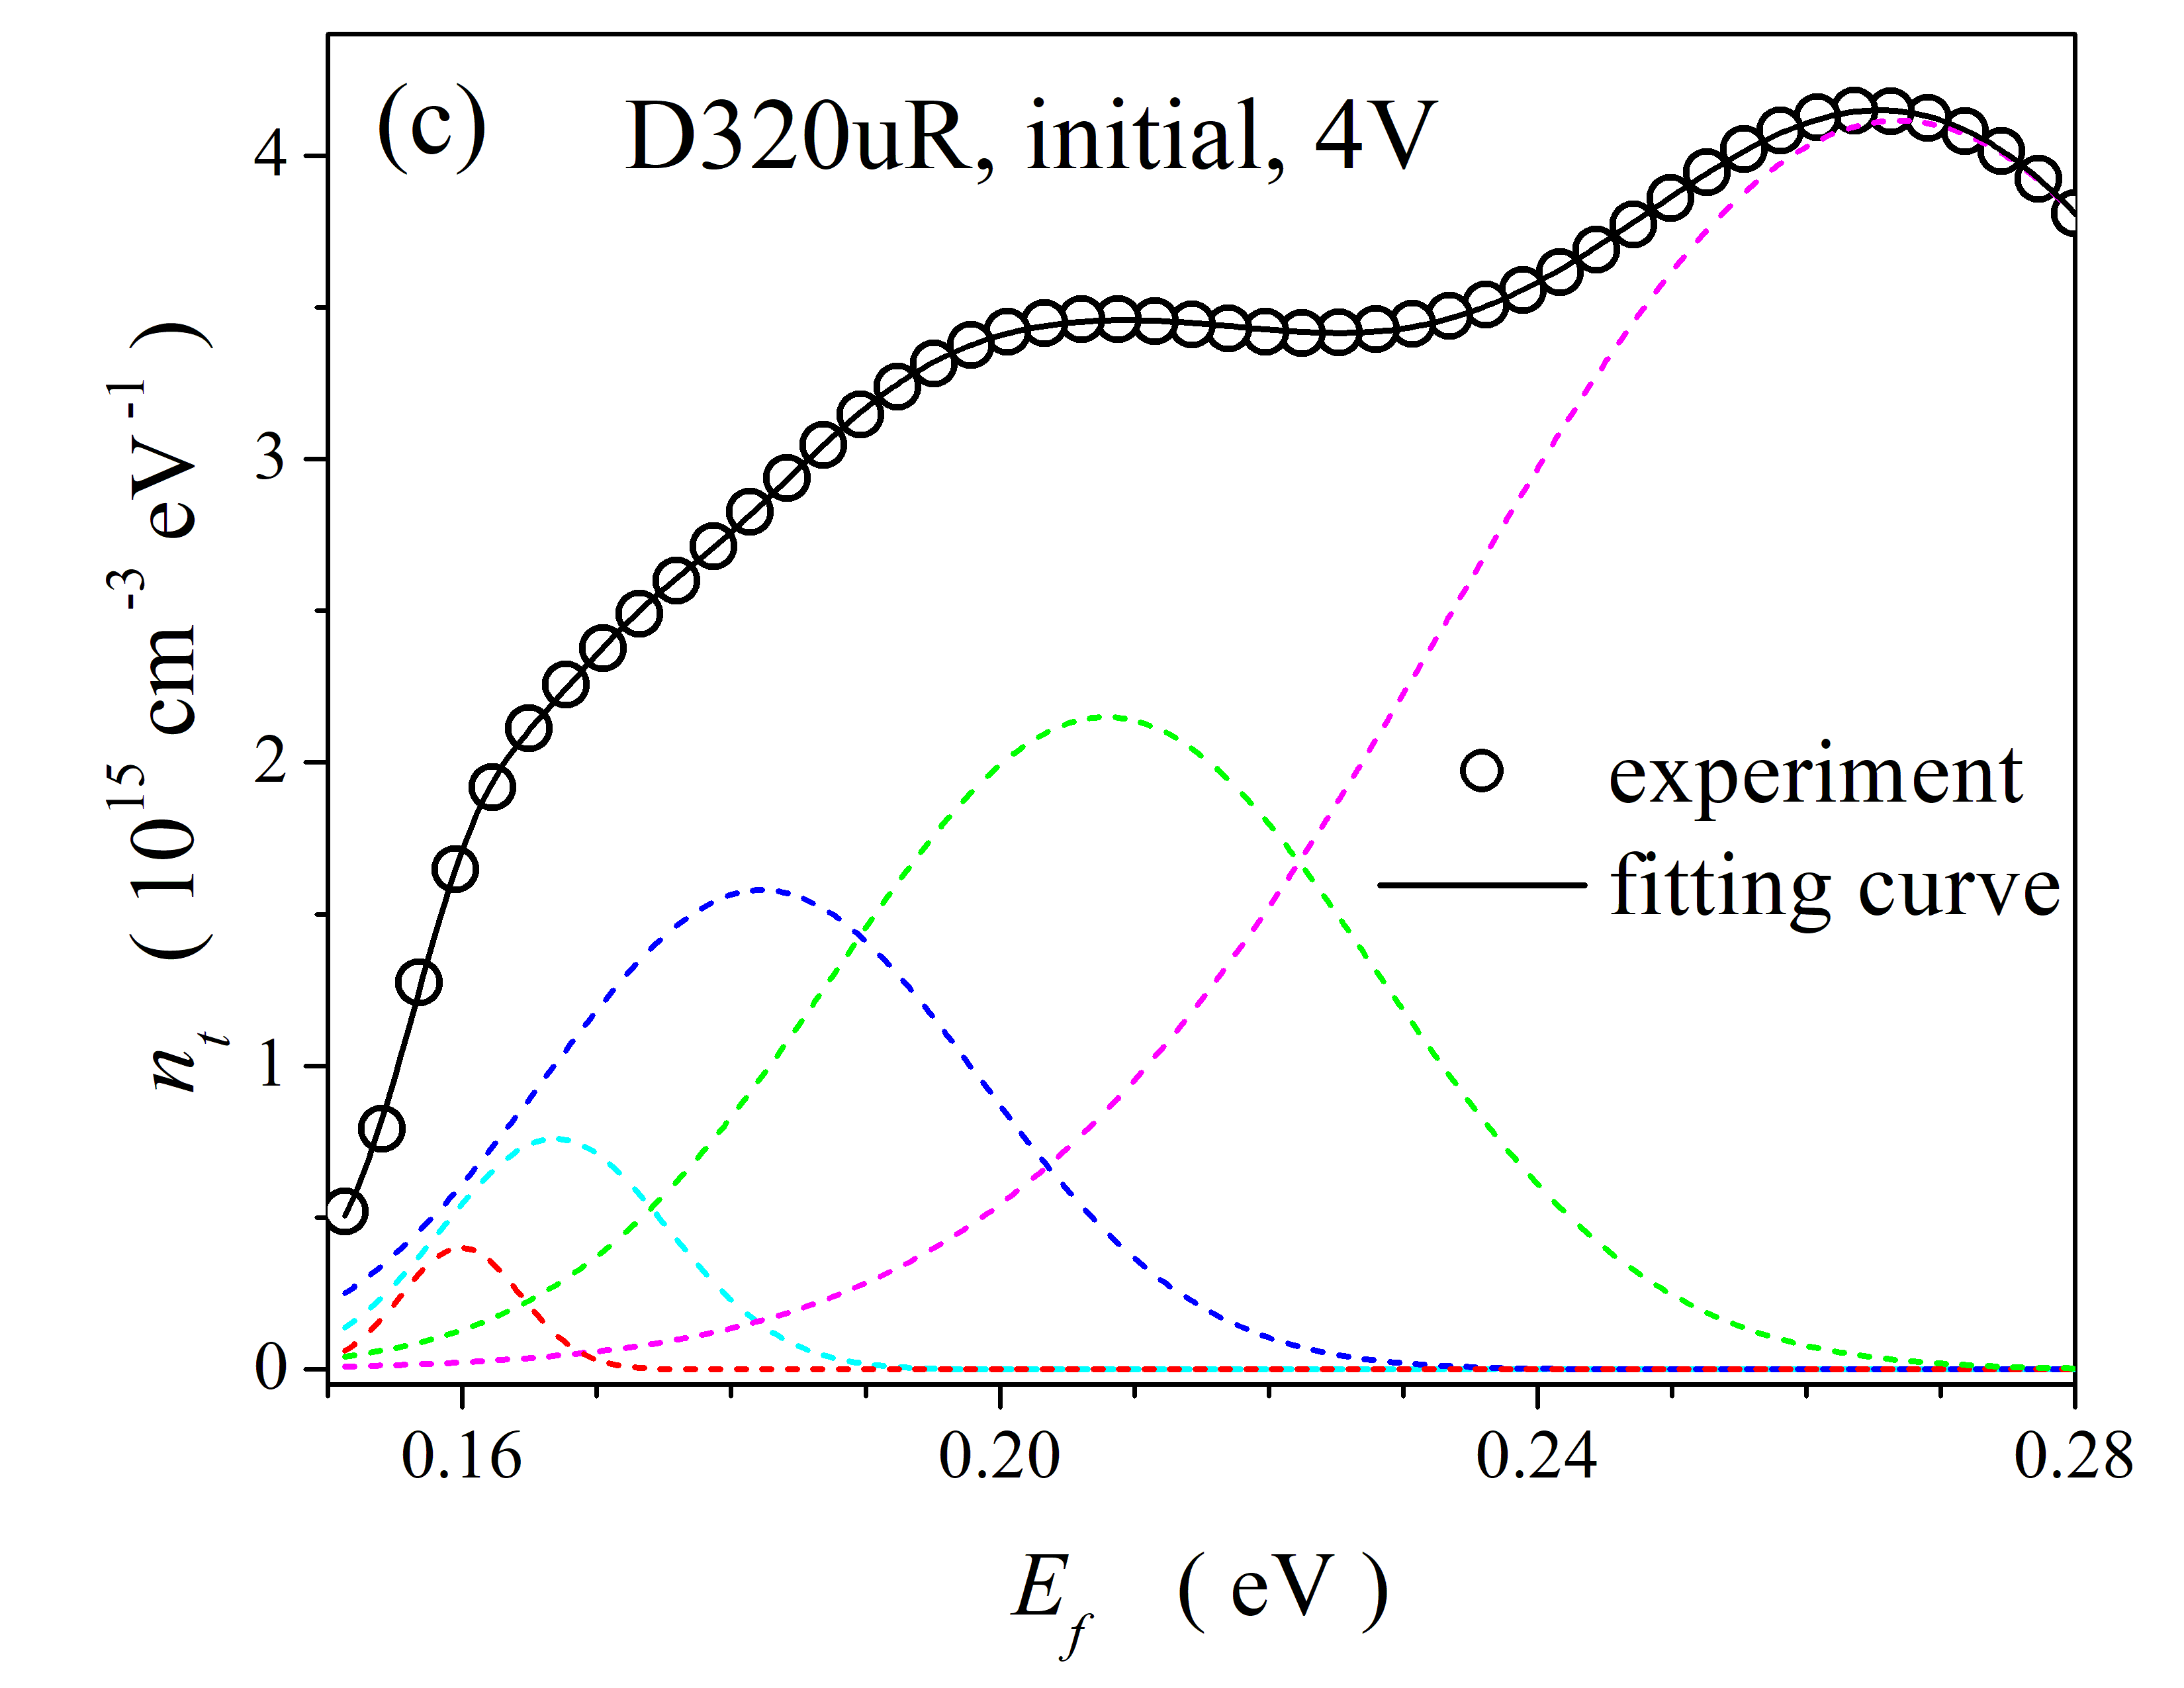 (c) D320uR, initial, 4V
4
3
2
1
0
n_t ( 10^15 cm^-3 eV^-1 )
experiment
fitting curve
0.16 0.20 0.24 0.28
E_f ( eV )